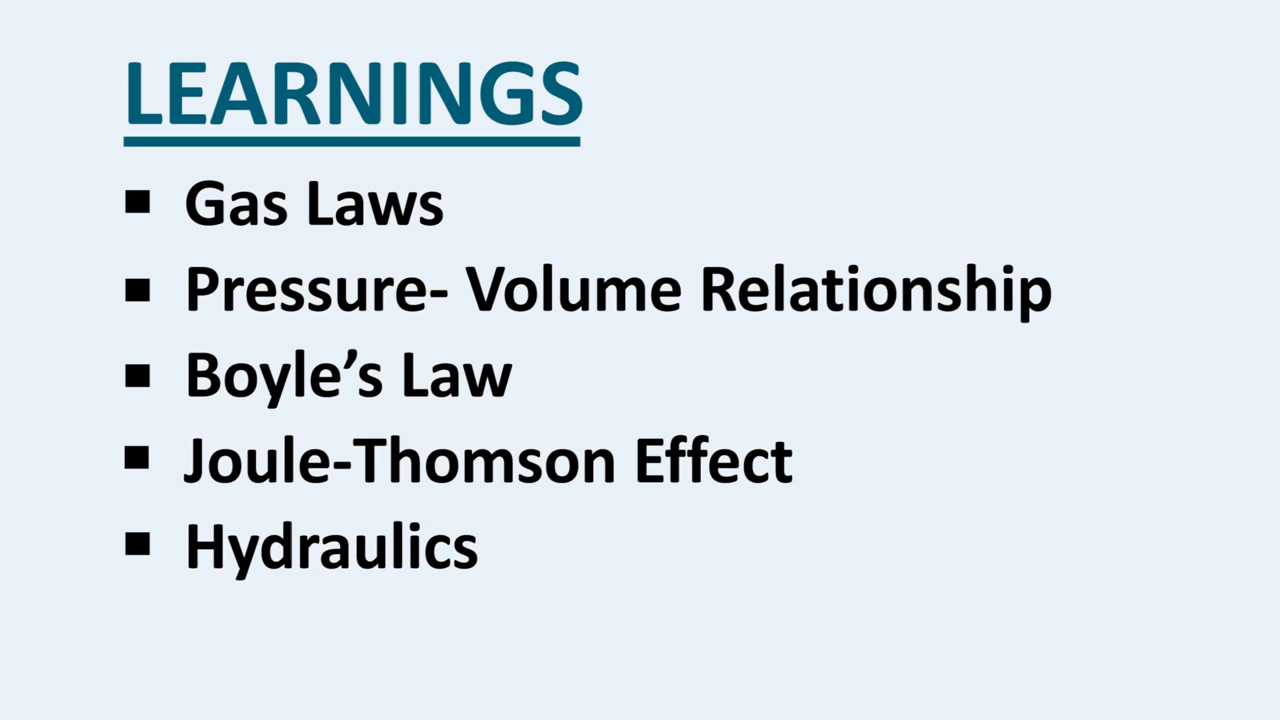 LEARNINGS
▪ Gas Laws
▪ Pressure- Volume Relationship
▪ Boyle’s Law
▪ Joule-Thomson Effect
▪ Hydraulics